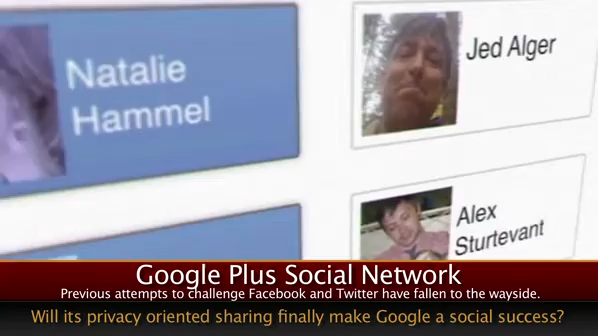 Natalie
Hammel
Jed Alger
Alex
Sturtevant
Google Plus Social Network
Previous attempts to challenge Facebook and Twitter have fallen to the wayside.
Will its privacy oriented sharing finally make Google a social success?